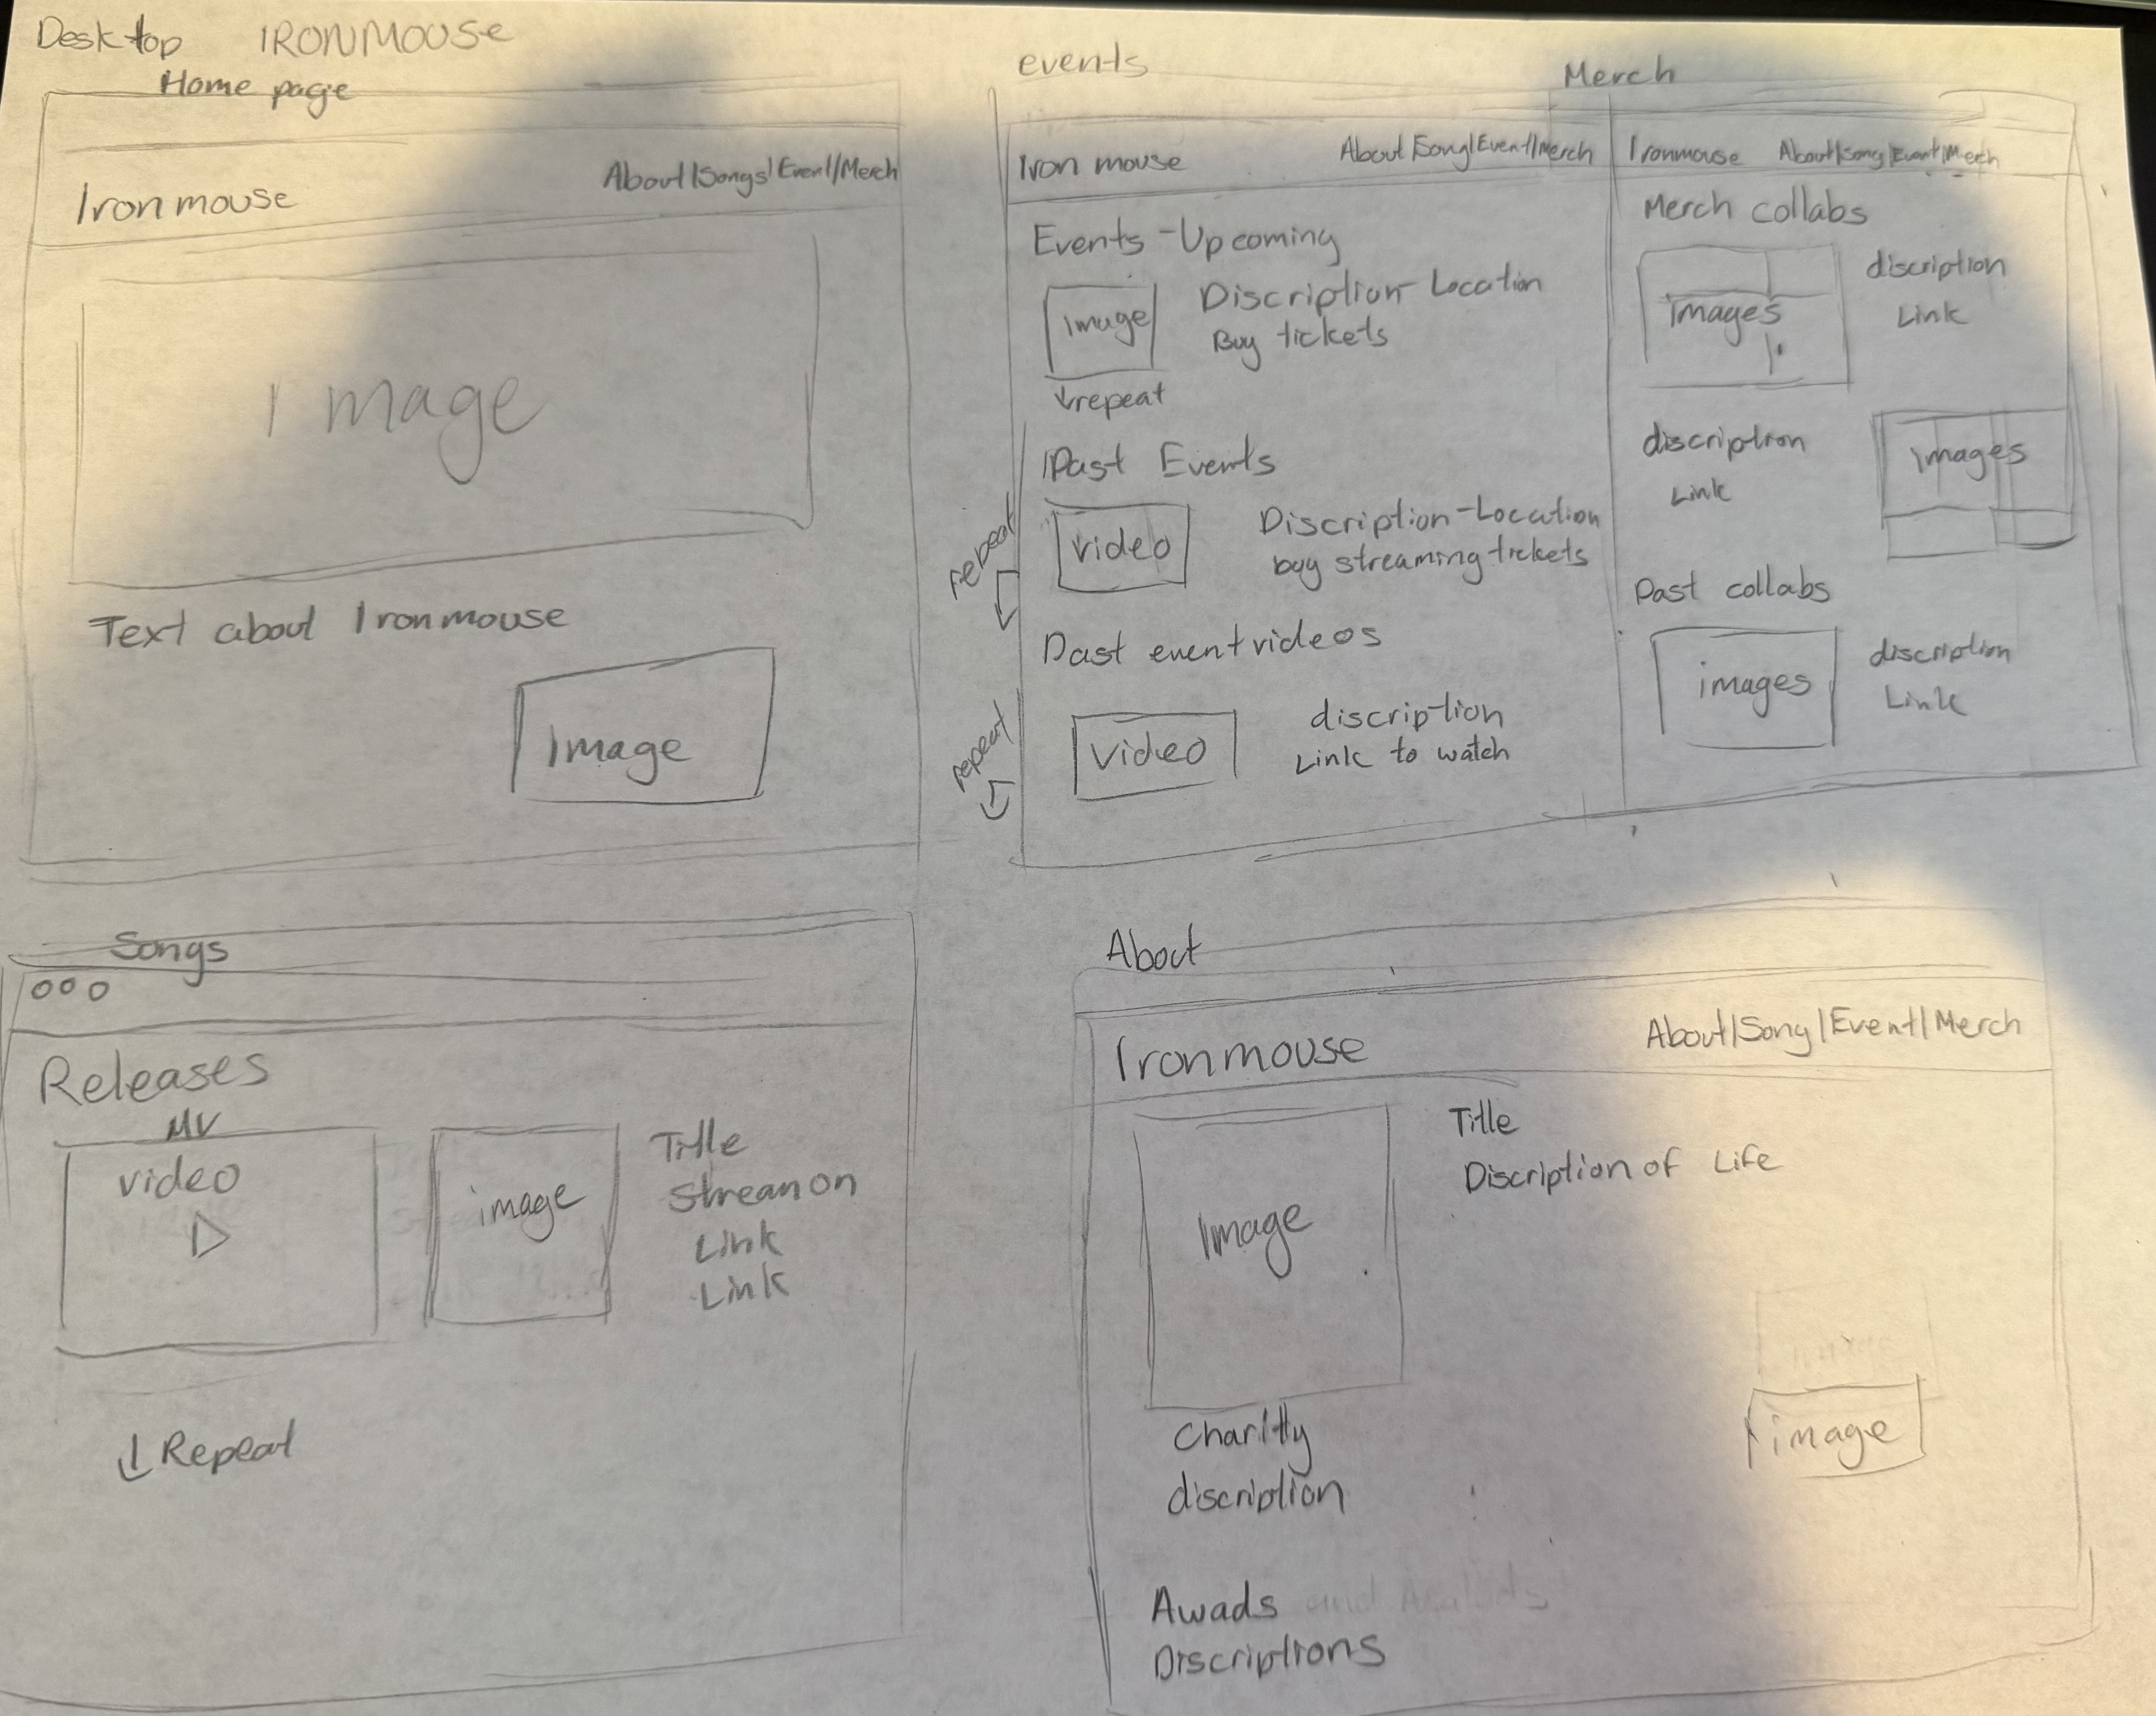 Desktop IRONMOUSE
Home page
Ironmouse About|Songs|Event|Merch
Image
Text about Ironmouse
Image
events
Iron mouse About|Song|Event|Merch
Events-Upcoming
Image
Discription-Location
Buy tickets
↓repeat
Past Events
repeat
video
Discription-Location
buy streaming tickets
Past event videos
repeat
video
discription
Link to watch
Merch
Ironmouse About|Song|Event|Merch
Merch collabs
images
discription
Link
discription
Link
images
Past collabs
images
discription
Link
Songs
Releases
MV
video
image
Title
Stream on
Link
Link
↓Repeat
About
Ironmouse About|Song|Event|Merch
Image
Title
Discription of Life
image
Charity
discription
Awads
Discriptions